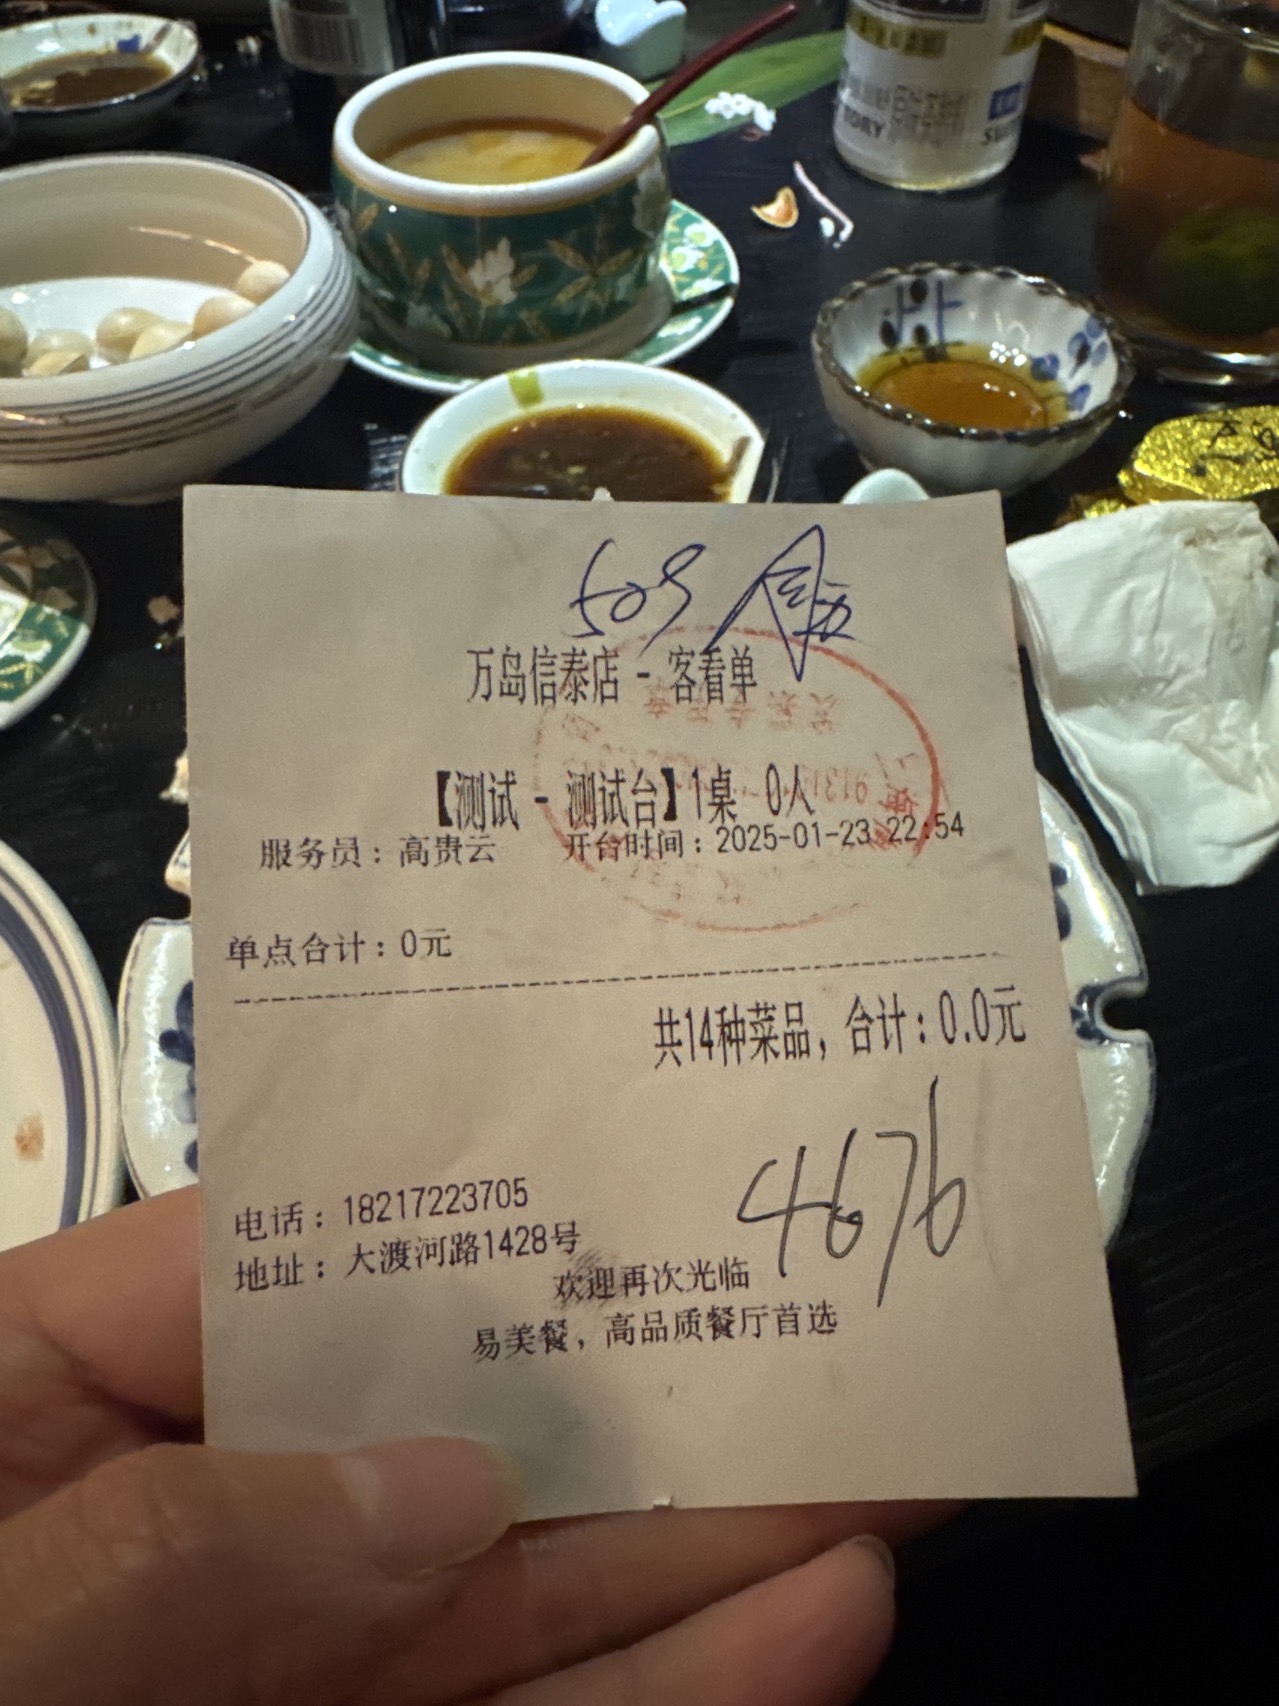 万岛信泰店 - 客看单
【测试 - 测试台】1桌 0人
服务员：高贵云 开台时间：2025-01-23 22:54
单点合计：0元
共14种菜品，合计：0.0元
4676
电话：18217223705
地址：大渡河路1428号
欢迎再次光临
易美餐，高品质餐厅首选